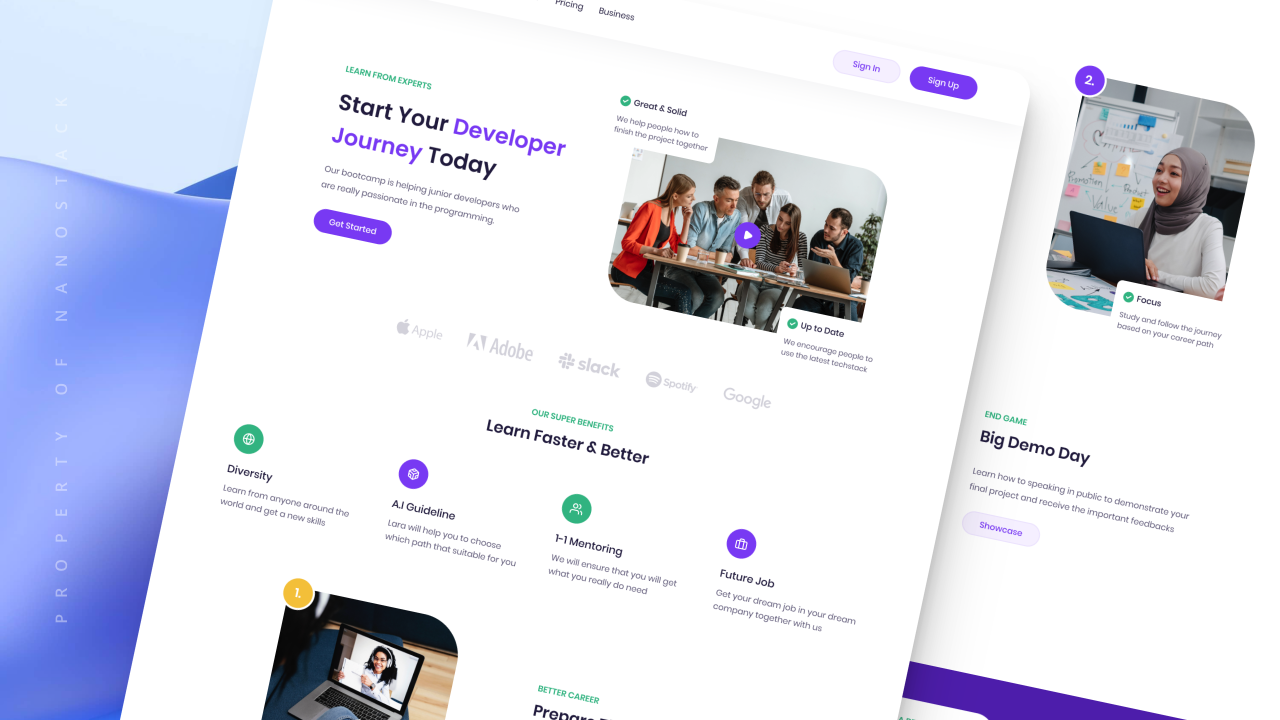 PROPERTY OF NANOSTACK
Pricing
Business
Sign In
Sign Up
LEARN FROM EXPERTS
Start Your Developer
Journey Today
Our bootcamp is helping junior developers who
are really passionate in the programming.
Get Started
Great & Solid
We help people how to
finish the project together
Up to Date
We encourage people to
use the latest techstack
Apple
Adobe
slack
Spotify
Google
OUR SUPER BENEFITS
Learn Faster & Better
Diversity
Learn from anyone around the
world and get a new skills
A.I Guideline
Lara will help you to choose
which path that suitable for you
1-1 Mentoring
We will ensure that you will get
what you really do need
Future Job
Get your dream job in your dream
company together with us
1.
BETTER CAREER
2.
Promotion
Value
Focus
Study and follow the journey
based on your career path
END GAME
Big Demo Day
Learn how to speaking in public to demonstrate your
final project and receive the important feedbacks
Showcase